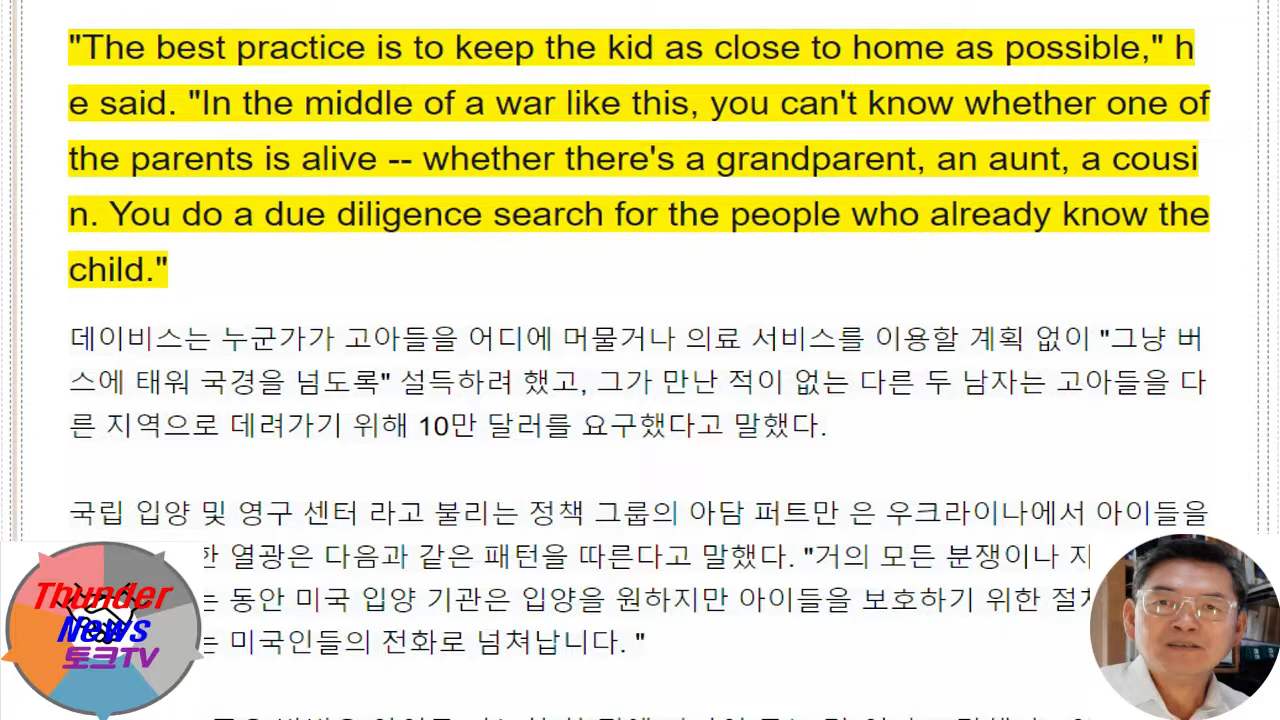 "The best practice is to keep the kid as close to home as possible," h
e said. "In the middle of a war like this, you can't know whether one of
the parents is alive -- whether there's a grandparent, an aunt, a cousi
n. You do a due diligence search for the people who already know the
child."
데이비스는 누군가가 고아들을 어디에 머물거나 의료 서비스를 이용할 계획 없이 "그냥 버
스에 태워 국경을 넘도록" 설득하려 했고, 그가 만난 적이 없는 다른 두 남자는 고아들을 다
른 지역으로 데려가기 위해 10만 달러를 요구했다고 말했다.
국립 입양 및 영구 센터 라고 불리는 정책 그룹의 아담 퍼트만 은 우크라이나에서 아이들을
한 열광은 다음과 같은 패턴을 따른다고 말했다. "거의 모든 분쟁이나
는 동안 미국 입양 기관은 입양을 원하지만 아이들을 보호하기 위한
는 미국인들의 전화로 넘쳐납니다. "
Thunder
News
토크TV